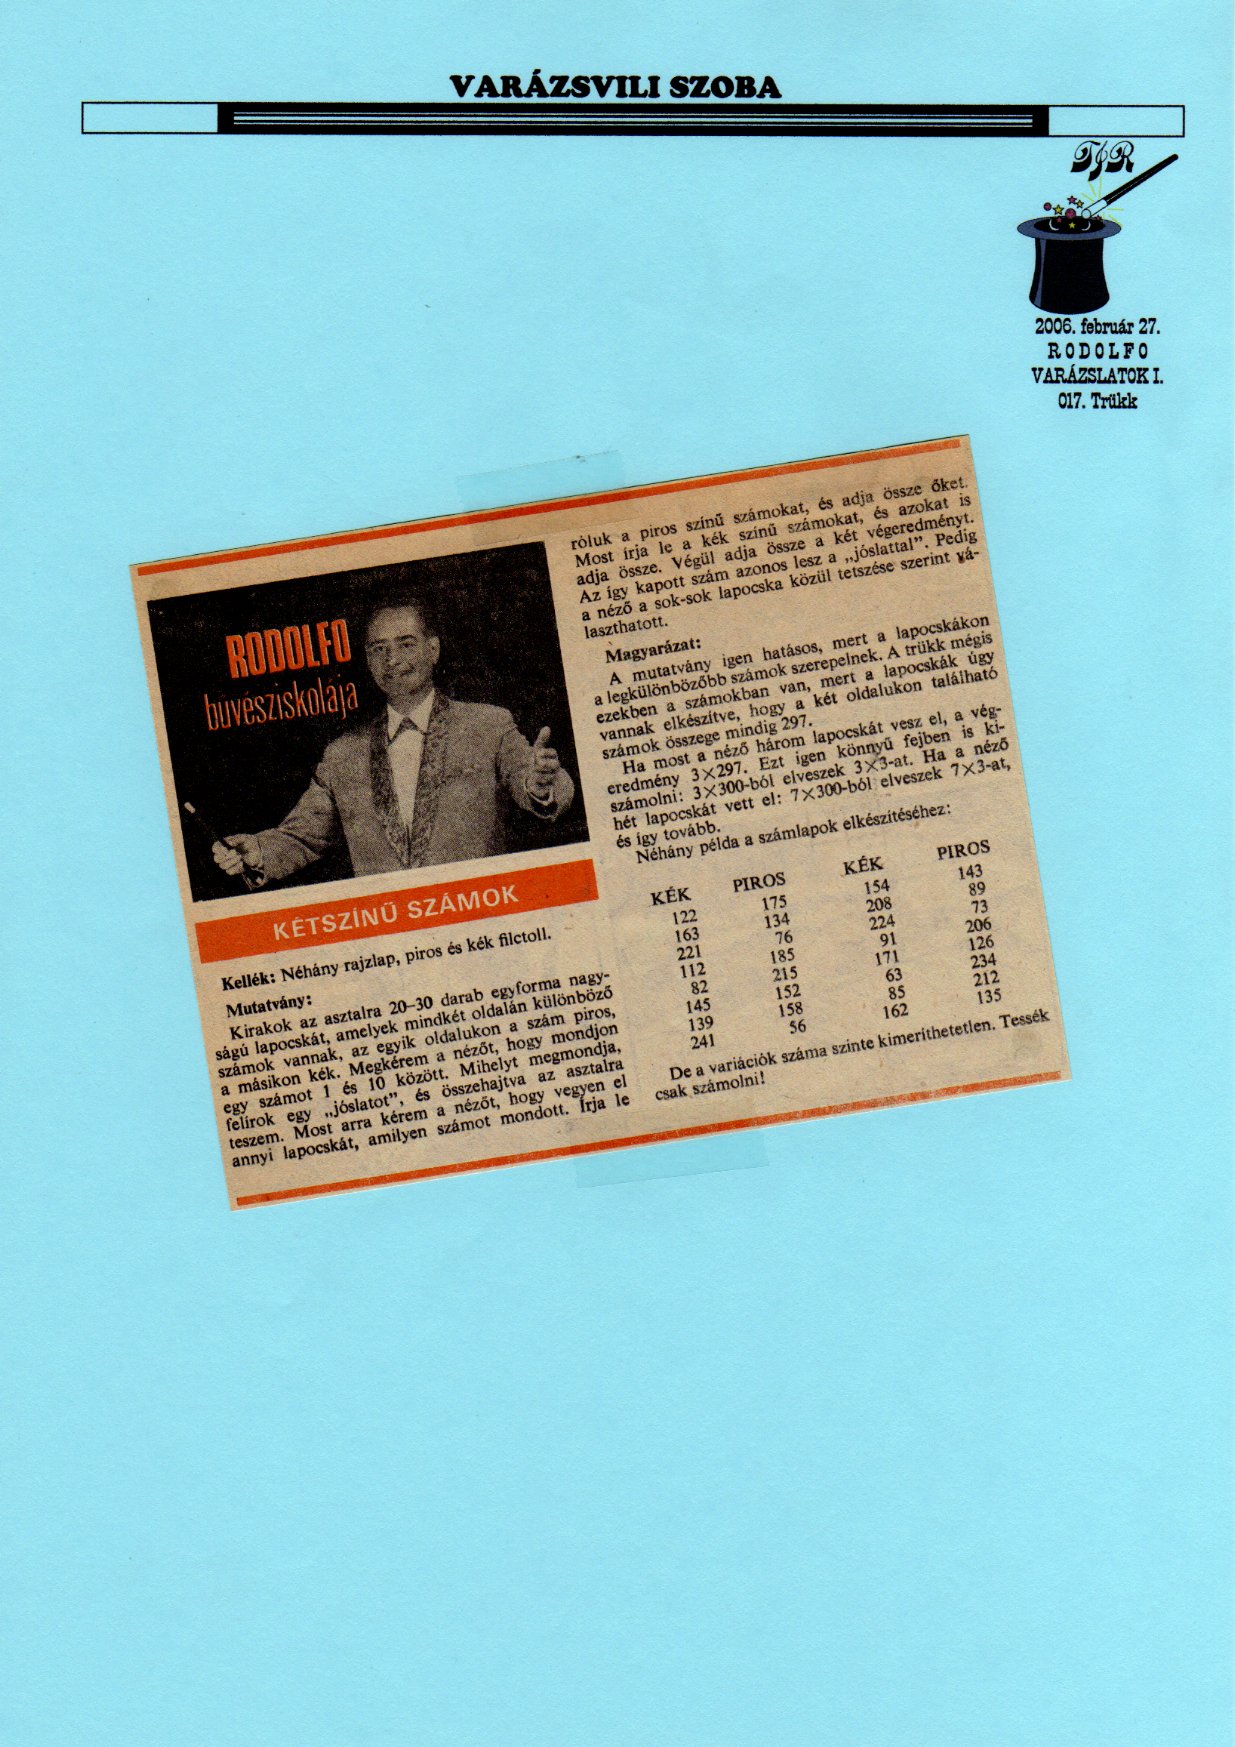 VARÁZSVILI SZOBA
TJR
2006. február 27.
RODOLFO
VARÁZSLATOK I.
017. Trükk
RODOLFO
bűvésziskolája
KÉTSZÍNŰ SZÁMOK
Kellék: Néhány rajzlap, piros és kék filctoll.
Mutatvány:
Kirakok az asztalra 20–30 darab egyforma nagy-
ságú lapocskát, amelyek mindkét oldalán különböző
számok vannak, az egyik oldalukon a szám piros,
a másikon kék. Megkérem a nézőt, hogy mondjon
egy számot 1 és 10 között. Mihelyt megmondja,
felírok egy „jóslatot”, és összehajtva az asztalra
teszem. Most arra kérem a nézőt, hogy vegyen el
annyi lapocskát, amilyen számot mondott. Írja le
róluk a piros színű számokat, és adja össze őket.
Most írja le a kék színű számokat, és azokat is
adja össze. Végül adja össze a két végeredményt.
Az így kapott szám azonos lesz a „jóslattal”. Pedig
a néző a sok-sok lapocska közül tetszése szerint vá-
laszthatott.
Magyarázat:
A mutatvány igen hatásos, mert a lapocskákon
a legkülönbözőbb számok szerepelnek. A trükk mégis
ezekben a számokban van, mert a lapocskák úgy
vannak elkészítve, hogy a két oldalukon található
számok összege mindig 297.
Ha most a néző három lapocskát vesz el, a vég-
eredmény 3×297. Ezt igen könnyű fejben is ki-
számolni: 3×300-ból elveszek 3×3-at. Ha a néző
hét lapocskát vett el: 7×300-ból elveszek 7×3-at,
és így tovább.
Néhány példa a számlapok elkészítéséhez:
KÉK PIROS KÉK PIROS
122 175 154 143
163 134 208 89
221 76 224 73
112 185 91 206
82 215 171 126
145 152 63 234
139 158 85 212
241 56 162 135
De a variációk száma szinte kimeríthetetlen. Tessék
csak számolni!